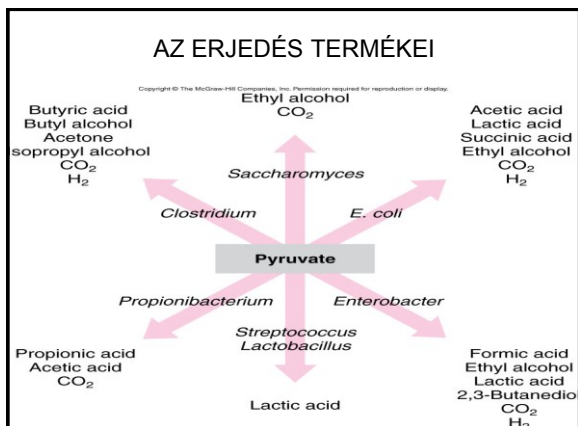 AZ ERJEDÉS TERMÉKEI
Copyright © The McGraw-Hill Companies, Inc. Permission required for reproduction or display.
Ethyl alcohol
CO₂
Butyric acid
Butyl alcohol
Acetone
sopropyl alcohol
CO₂
H₂
Acetic acid
Lactic acid
Succinic acid
Ethyl alcohol
CO₂
H₂
Saccharomyces
Clostridium
E. coli
Pyruvate
Propionibacterium
Enterobacter
Streptococcus
Lactobacillus
Propionic acid
Acetic acid
CO₂
Lactic acid
Formic acid
Ethyl alcohol
Lactic acid
2,3-Butanediol
CO₂
H₂